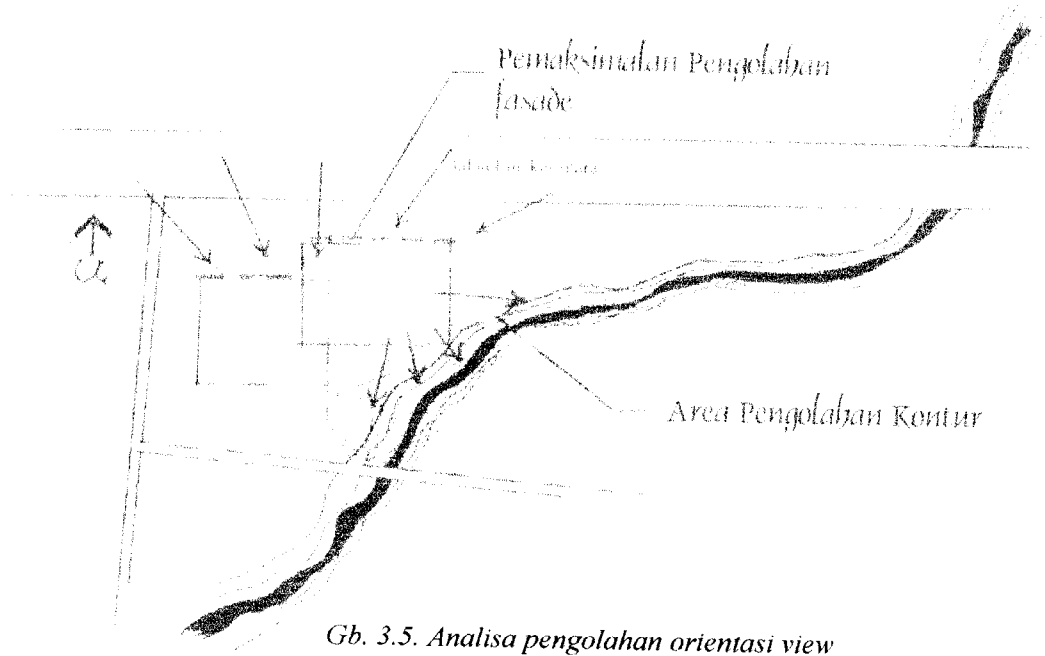 Pemaksimalan Pengolahan
fasade
Area Pengolahan Kontur
Gb. 3.5. Analisa pengolahan orientasi view